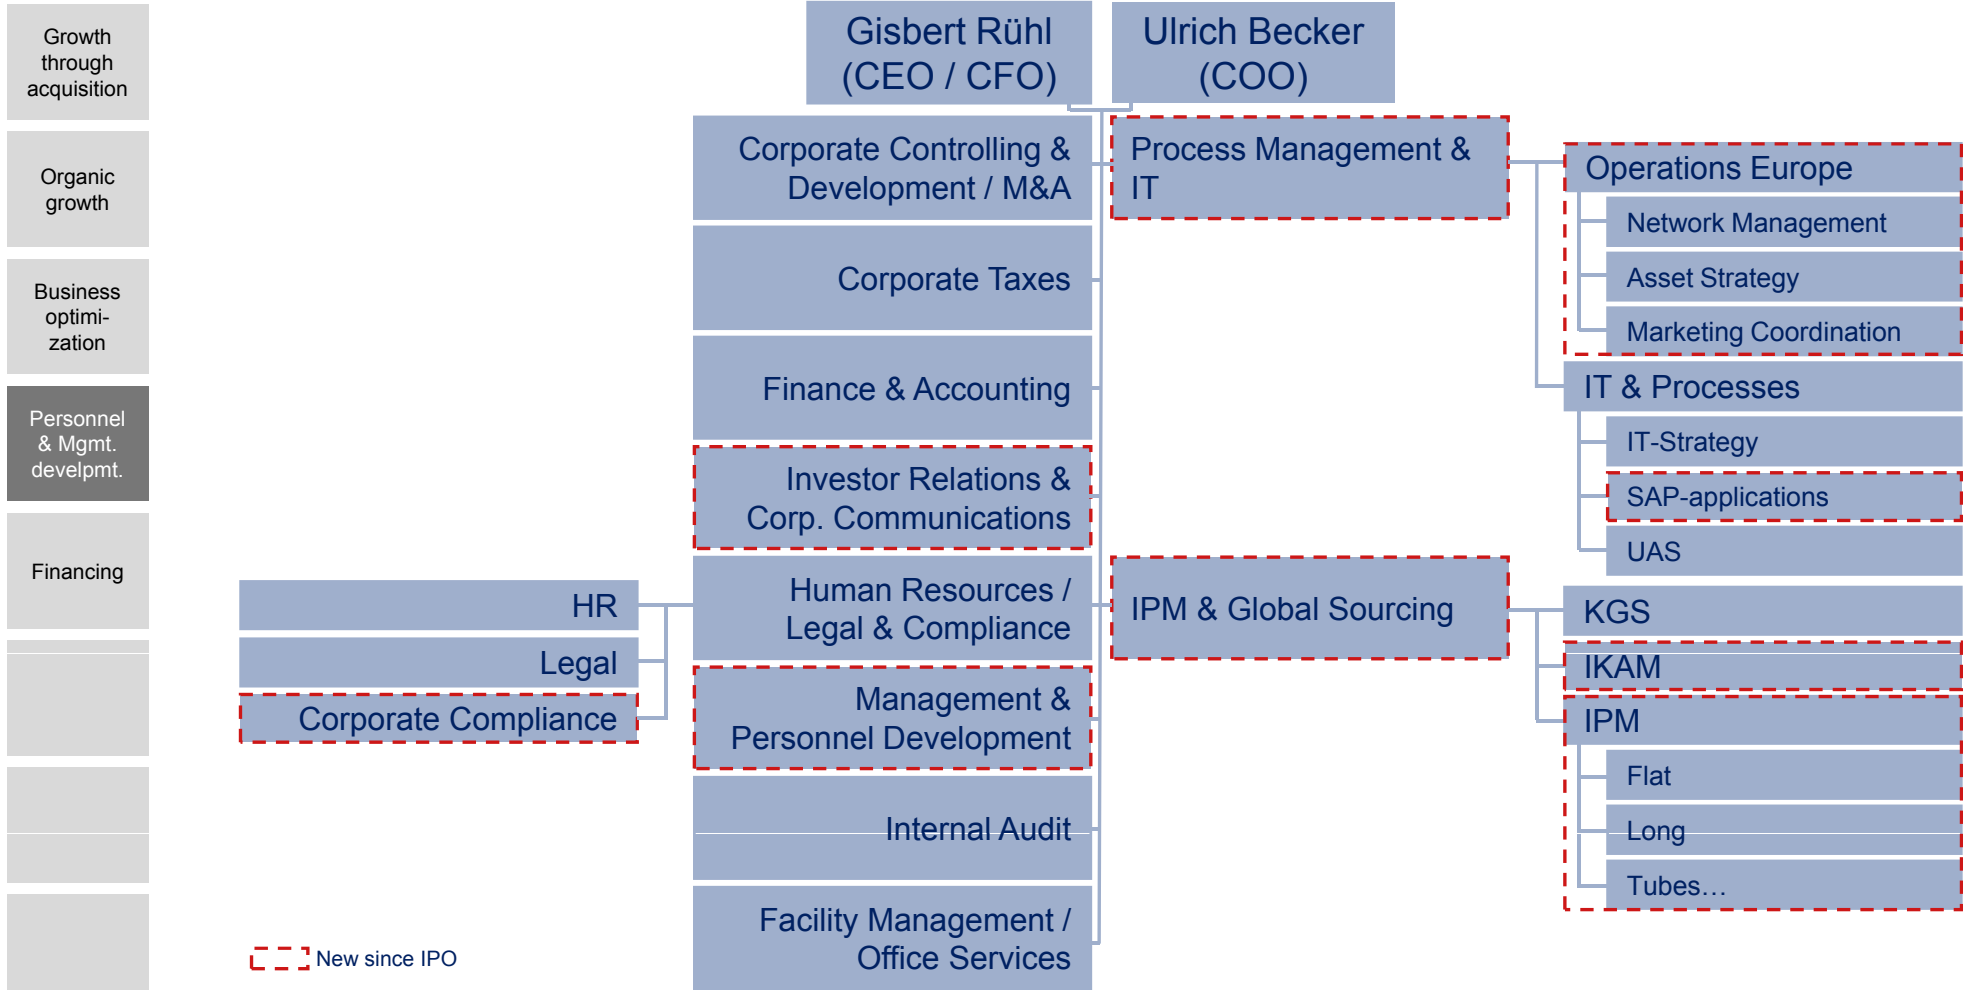 Growth
through
acquisition
Organic
growth
Business
optimi-
zation
Personnel
& Mgmt.
develpmt.
Financing
Gisbert Rühl
(CEO / CFO)
Ulrich Becker
(COO)
Corporate Controlling &
Development / M&A
Corporate Taxes
Finance & Accounting
Investor Relations &
Corp. Communications
Human Resources /
Legal & Compliance
Management &
Personnel Development
Internal Audit
Facility Management /
Office Services
HR
Legal
Corporate Compliance
Process Management &
IT
IPM & Global Sourcing
Operations Europe
Network Management
Asset Strategy
Marketing Coordination
IT & Processes
IT-Strategy
SAP-applications
UAS
KGS
IKAM
IPM
Flat
Long
Tubes…
New since IPO